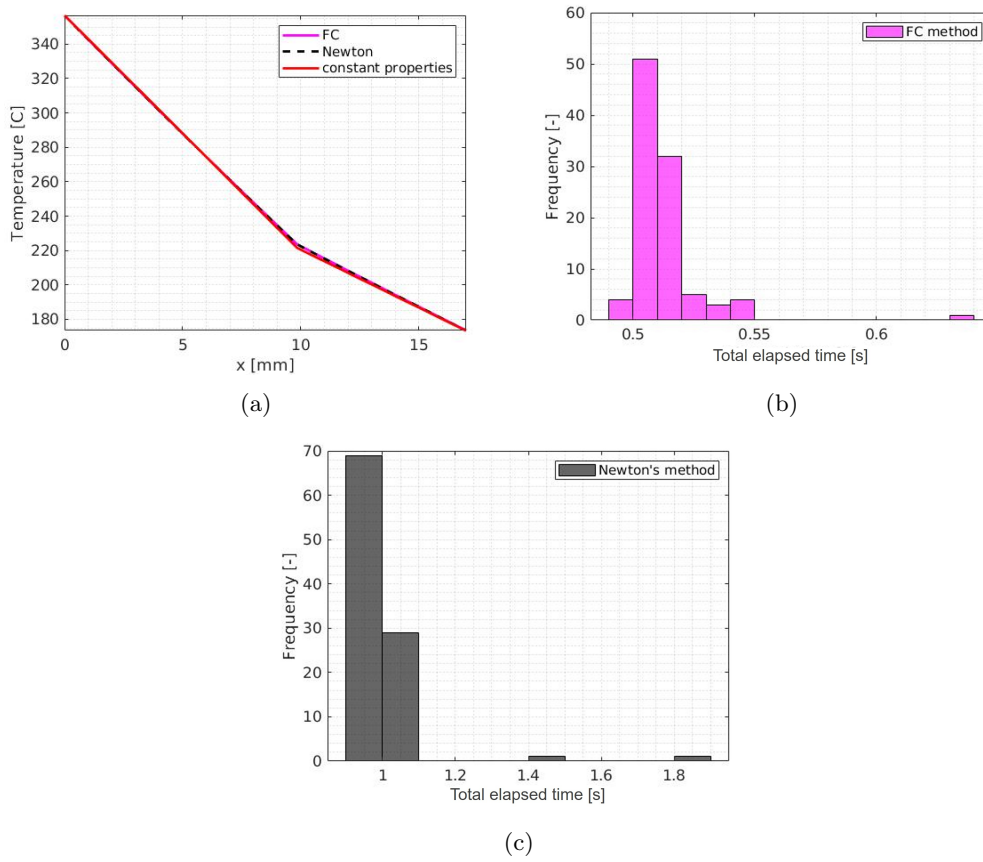 340
320
300
280
260
240
220
200
180
Temperature [C]
FC
Newton
constant properties
0
5
10
15
x [mm]
(a)
60
50
40
30
20
10
0
Frequency [-]
FC method
0.5
0.55
0.6
Total elapsed time [s]
(b)
70
60
50
40
30
20
10
0
Frequency [-]
Newton's method
1
1.2
1.4
1.6
1.8
Total elapsed time [s]
(c)